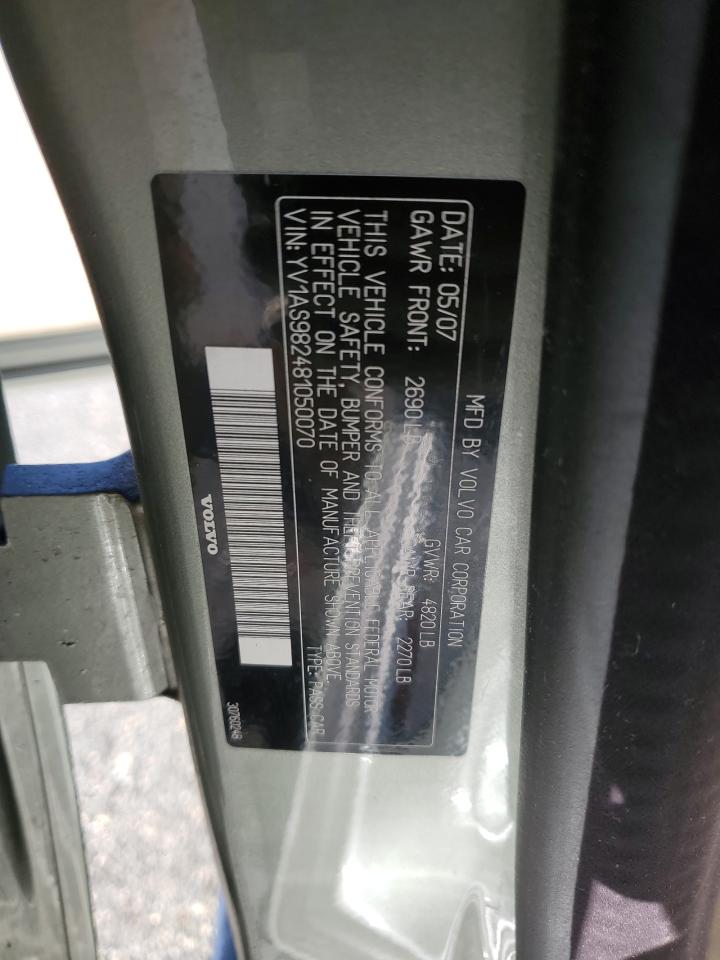 MFD BY VOLVO CAR CORPORATION
DATE: 05/07 GVWR: 4820 LB
GAWR FRONT: 2690 LB GAWR REAR: 2270 LB
THIS VEHICLE CONFORMS TO ALL APPLICABLE FEDERAL MOTOR
VEHICLE SAFETY, BUMPER AND THEFT PREVENTION STANDARDS
IN EFFECT ON THE DATE OF MANUFACTURE SHOWN ABOVE
VIN: YV1AS982481050070 TYPE: PASS CAR
VOLVO
30760248